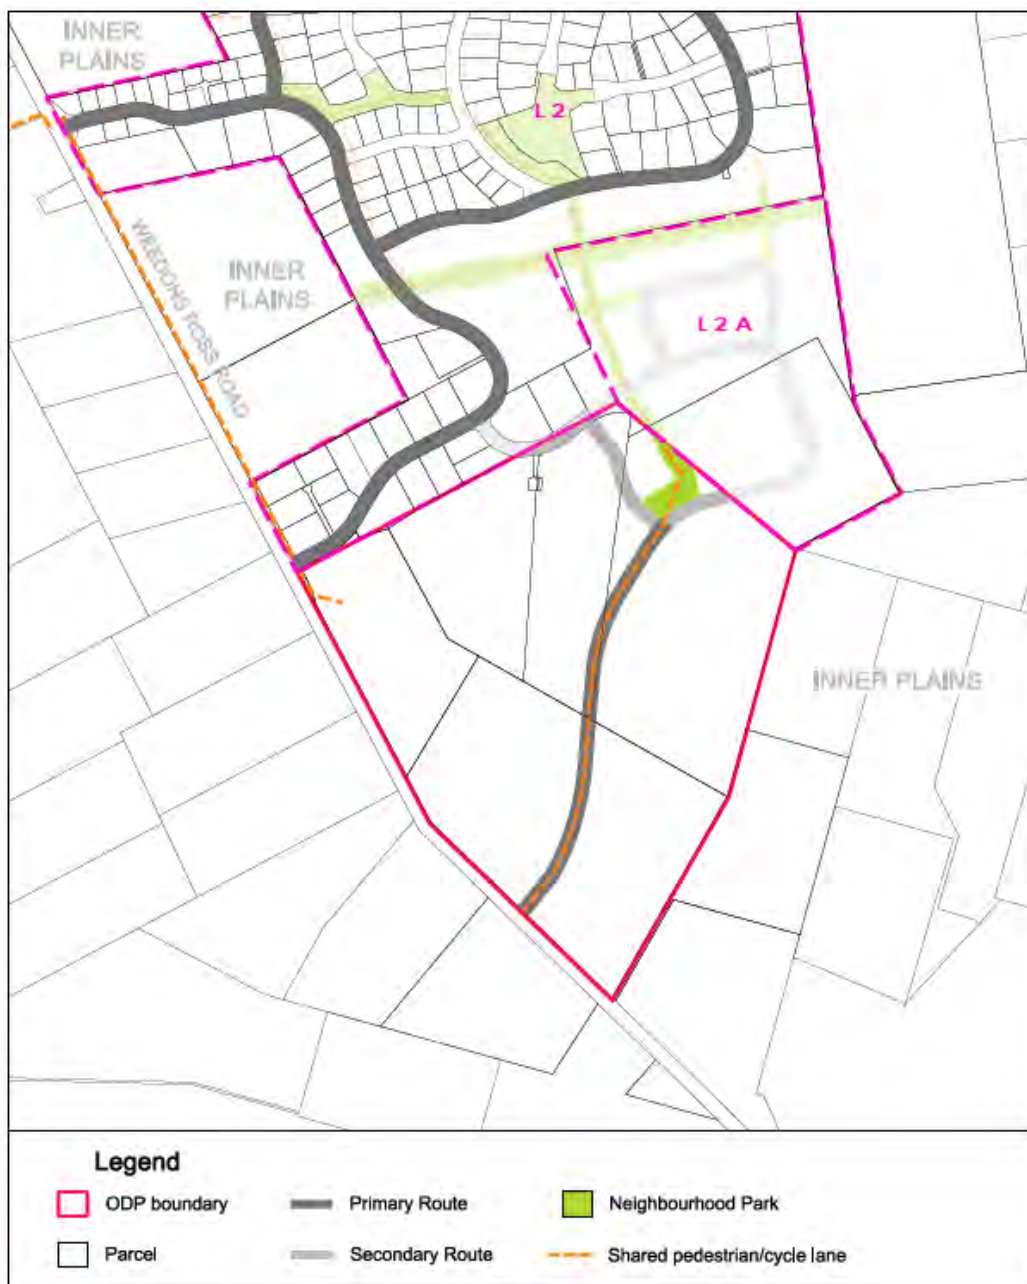 INNER
PLAINS
L 2
WEEDONS ROSS ROAD
INNER
PLAINS
L 2 A
INNER PLAINS
Legend
ODP boundary
Primary Route
Neighbourhood Park
Parcel
Secondary Route
Shared pedestrian/cycle lane